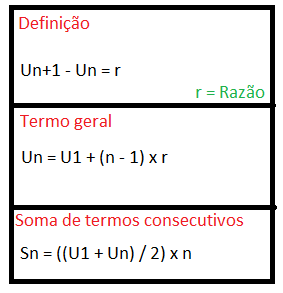 Definição
Un+1 - Un = r
r = Razão
Termo geral
Un = U1 + (n - 1) x r
Soma de termos consecutivos
Sn = ((U1 + Un) / 2) x n